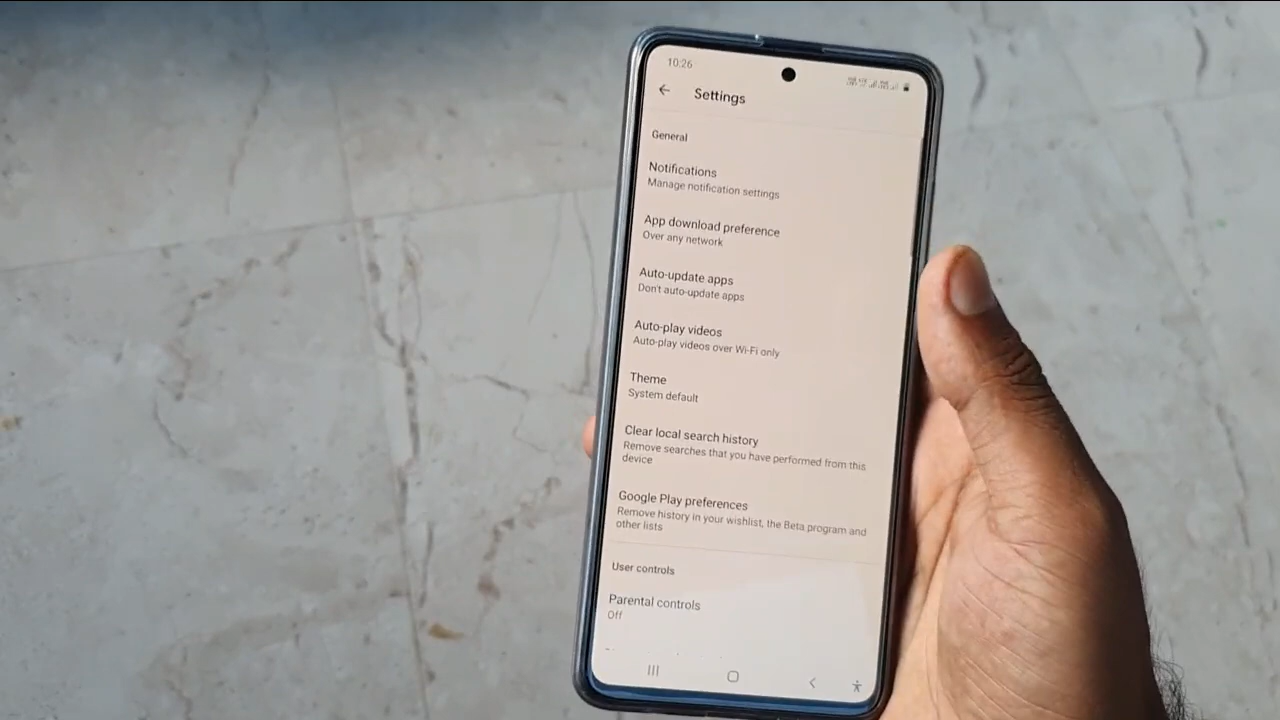 10:26
Settings
General
Notifications
Manage notification settings
App download preference
Over any network
Auto-update apps
Don't auto-update apps
Auto-play videos
Auto-play videos over Wi-Fi only
Theme
System default
Clear local search history
Remove searches that you have performed from this
device
Google Play preferences
Remove history in your wishlist, the Beta program and
other lists
User controls
Parental controls
Off